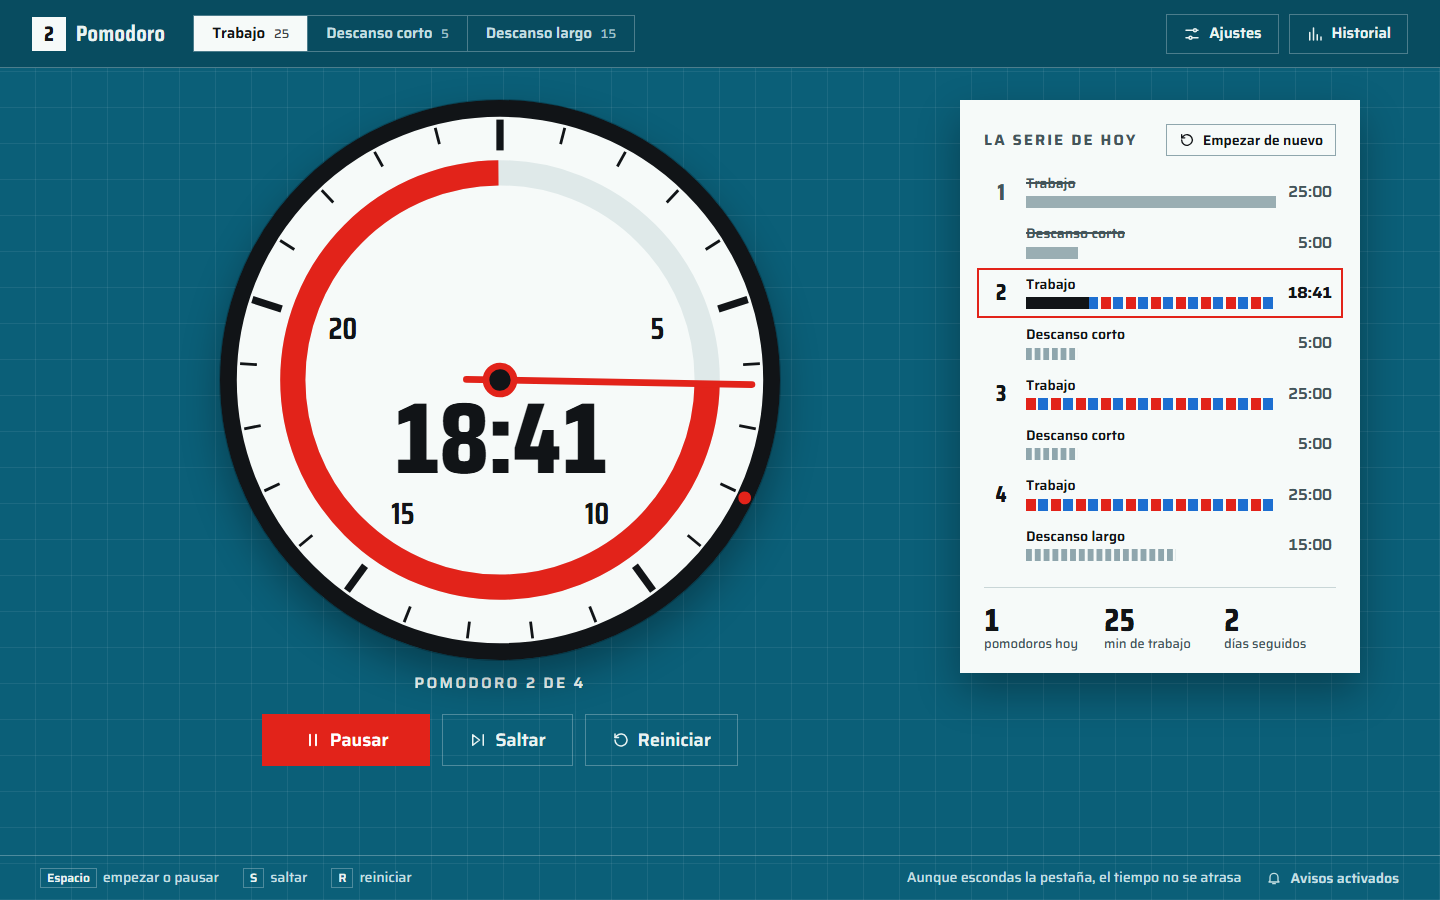 2 Pomodoro
Trabajo 25
Descanso corto 5
Descanso largo 15
Ajustes
Historial
20
5
18:41
15
10
POMODORO 2 DE 4
Pausar
Saltar
Reiniciar
LA SERIE DE HOY
Empezar de nuevo
1 Trabajo 25:00
Descanso corto 5:00
2 Trabajo 18:41
Descanso corto 5:00
3 Trabajo 25:00
Descanso corto 5:00
4 Trabajo 25:00
Descanso largo 15:00
1 25 2
pomodoros hoy min de trabajo días seguidos
Espacio empezar o pausar S saltar R reiniciar
Aunque escondas la pestaña, el tiempo no se atrasa
Avisos activados